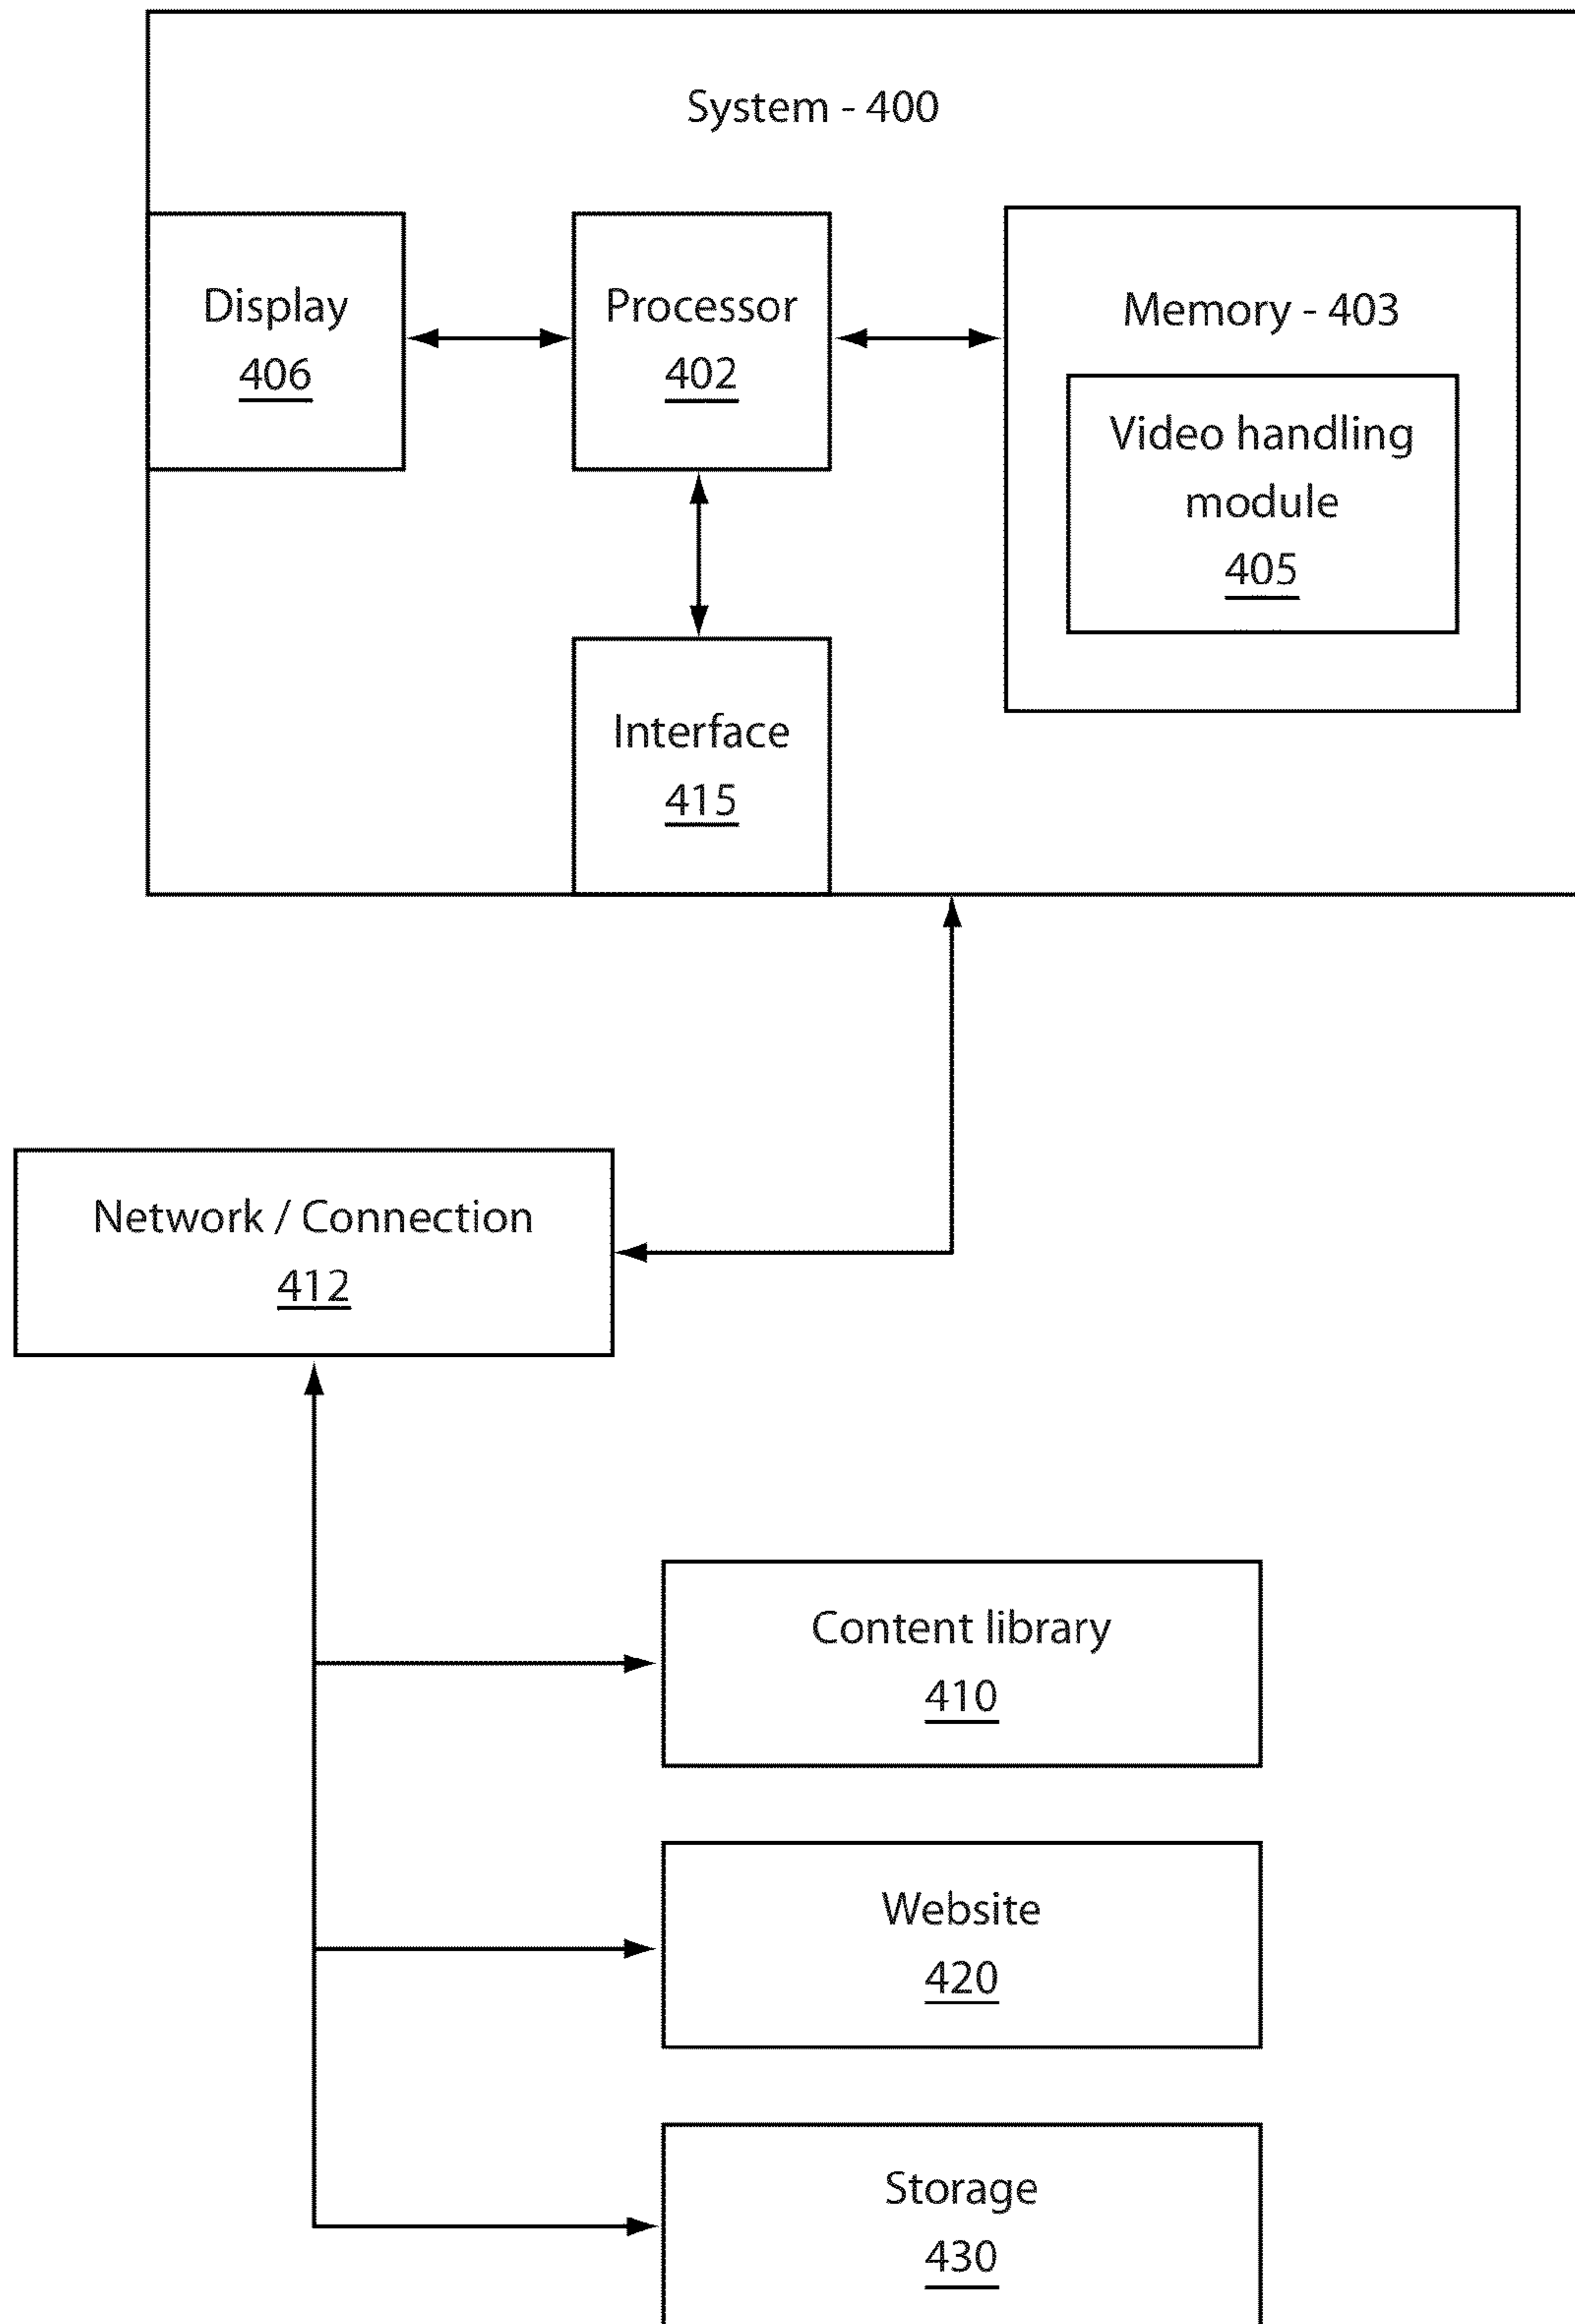 System - 400
Display
406
Processor
402
Memory - 403
Video handling
module
405
Interface
415
Network / Connection
412
Content library
410
Website
420
Storage
430